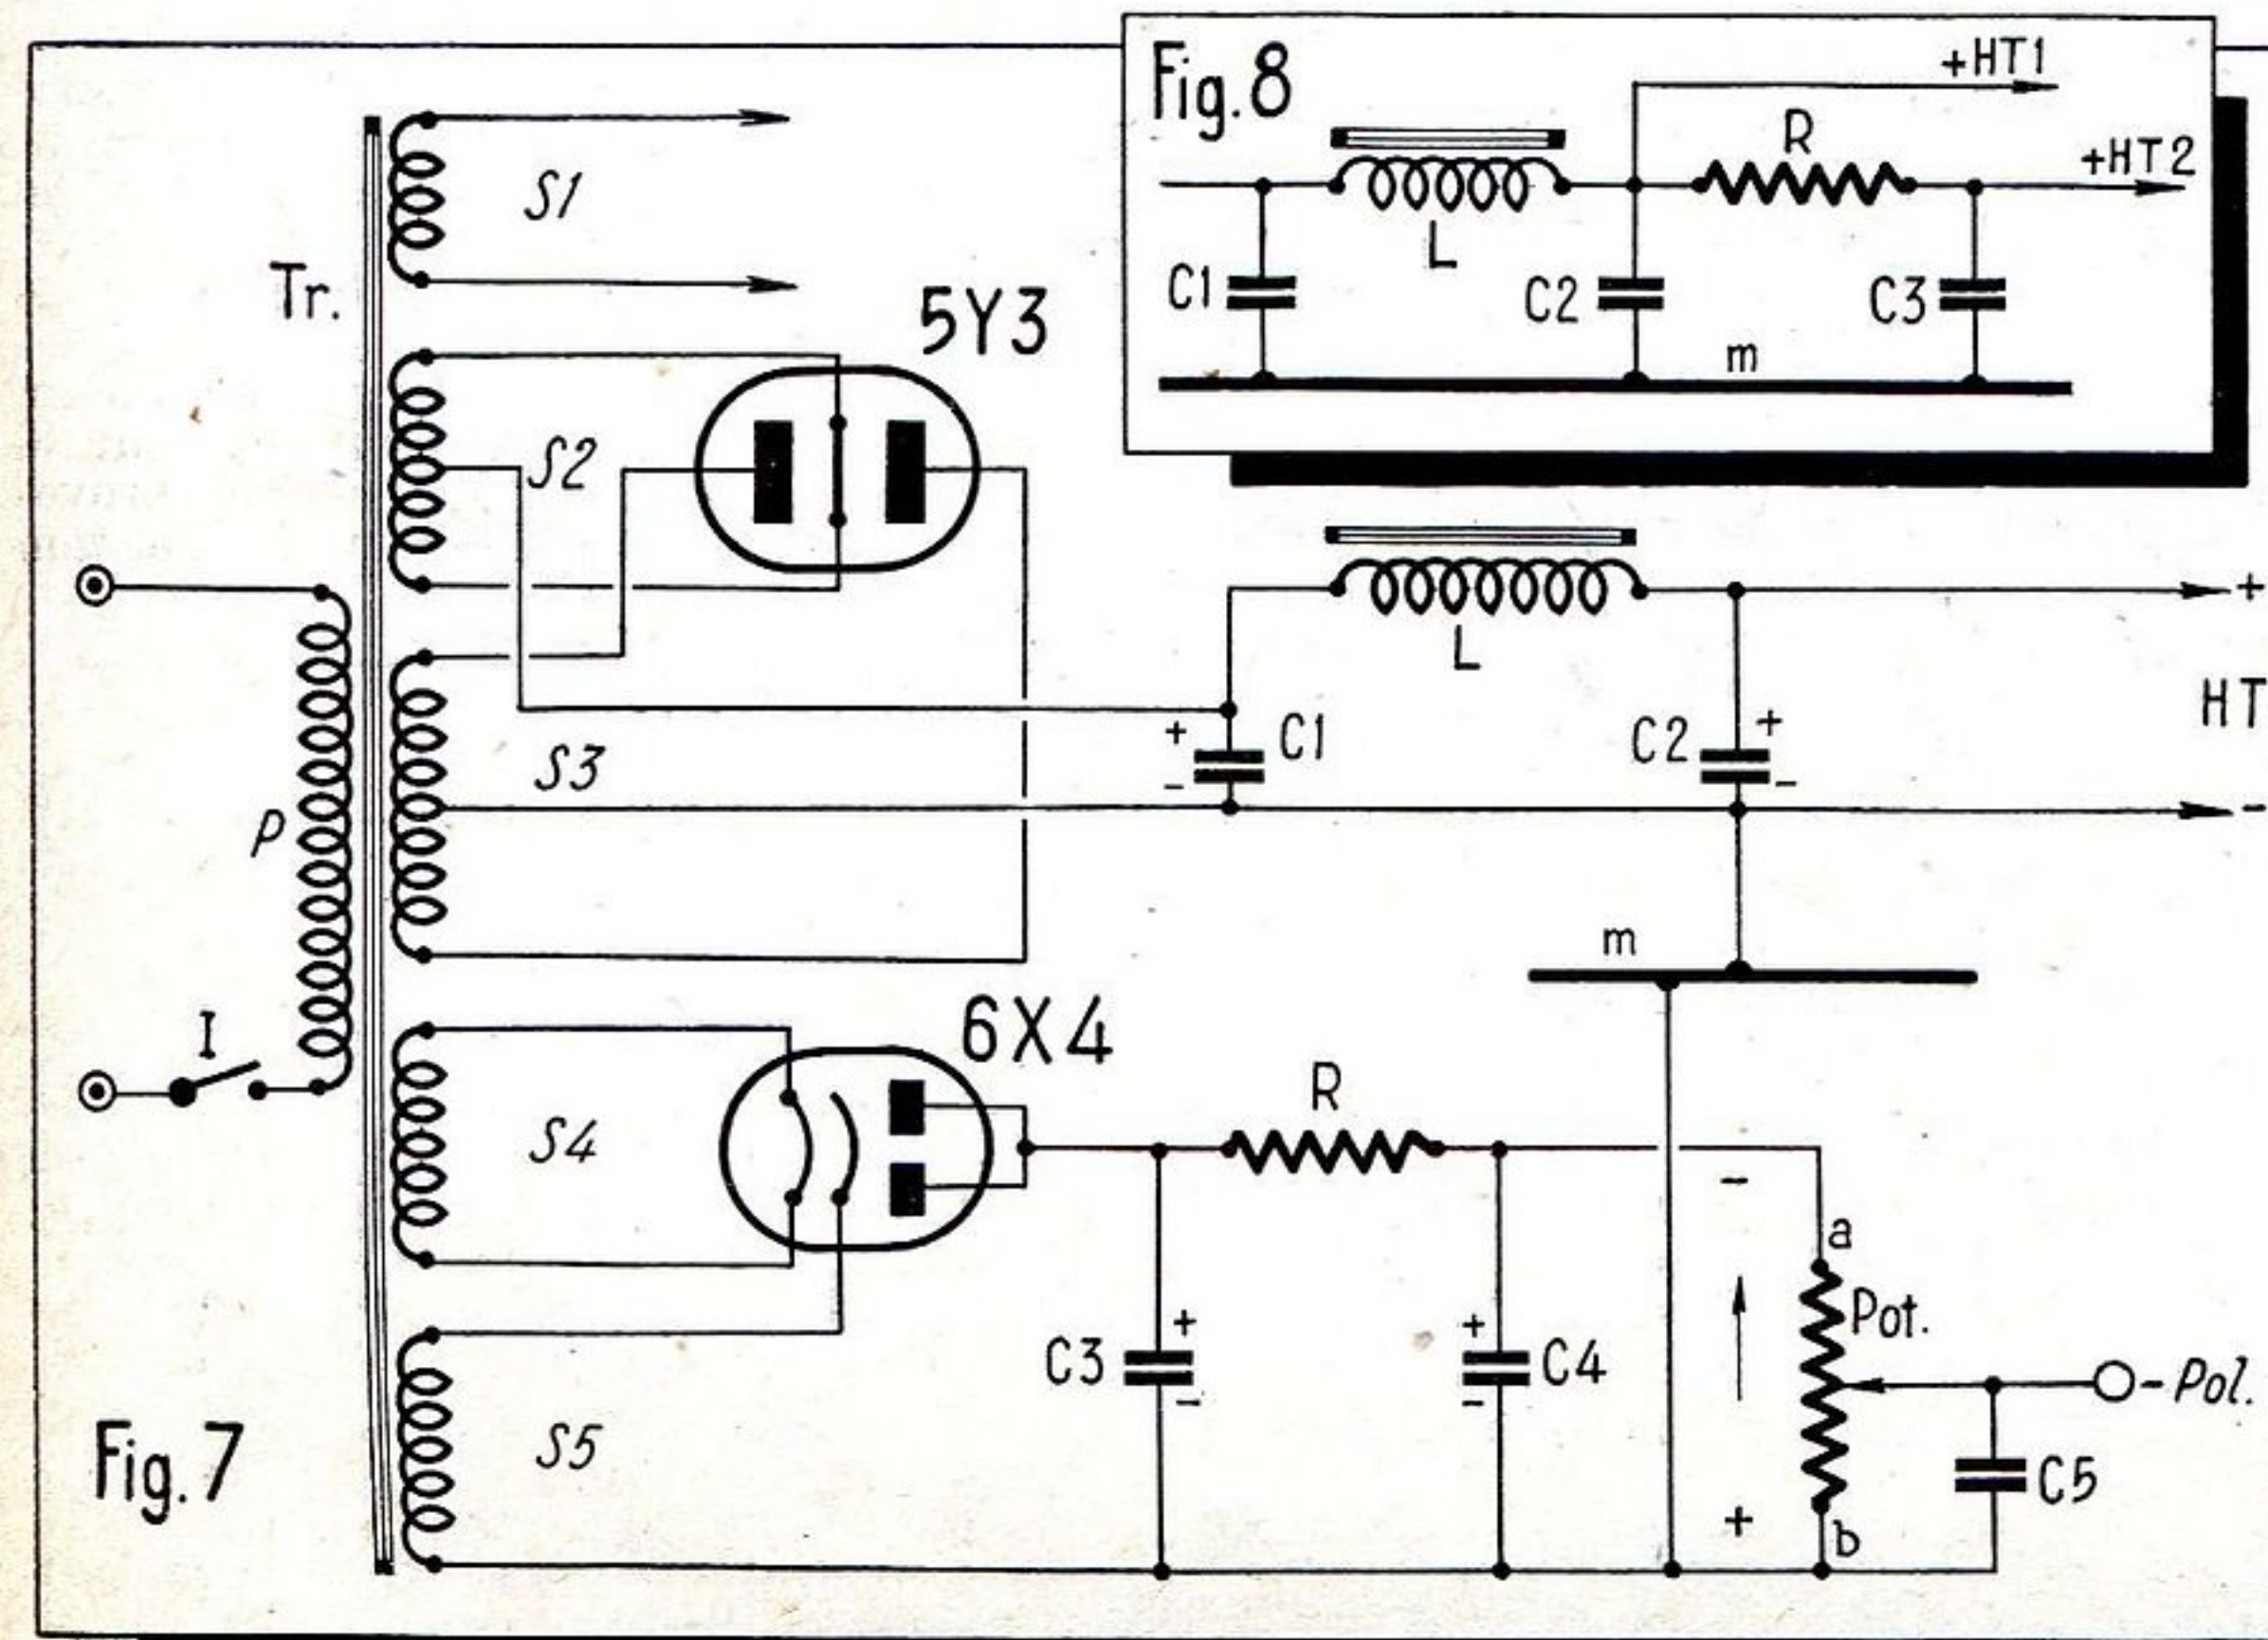 Fig.8
+HT1
R
+HT2
L
C1
C2
C3
m
Tr.
S1
5Y3
S2
L
+
HT
-
S3
+
C1
-
C2
+
-
P
m
I
6X4
R
S4
-
a
Pot.
+
C3
-
+
C4
-
- Pol.
S5
C5
+
b
Fig.7